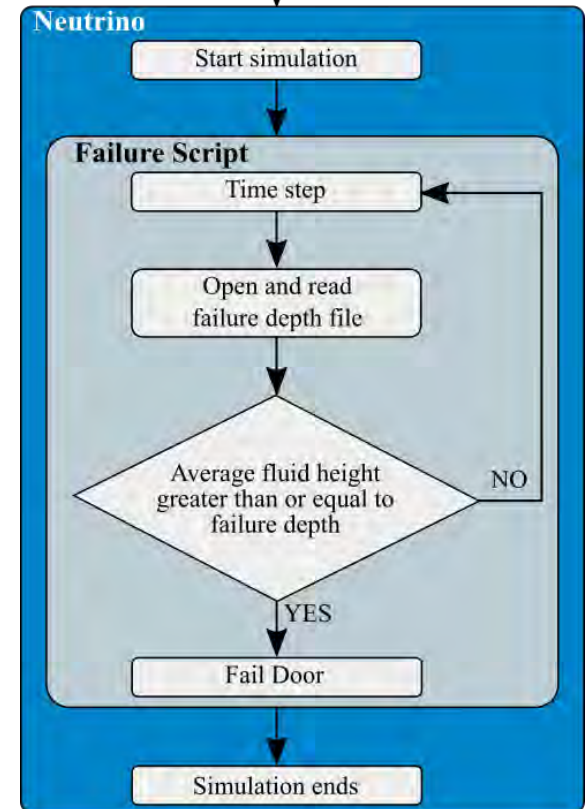 Neutrino
Start simulation
Failure Script
Time step
Open and read
failure depth file
Average fluid height
greater than or equal to
failure depth
NO
YES
Fail Door
Simulation ends